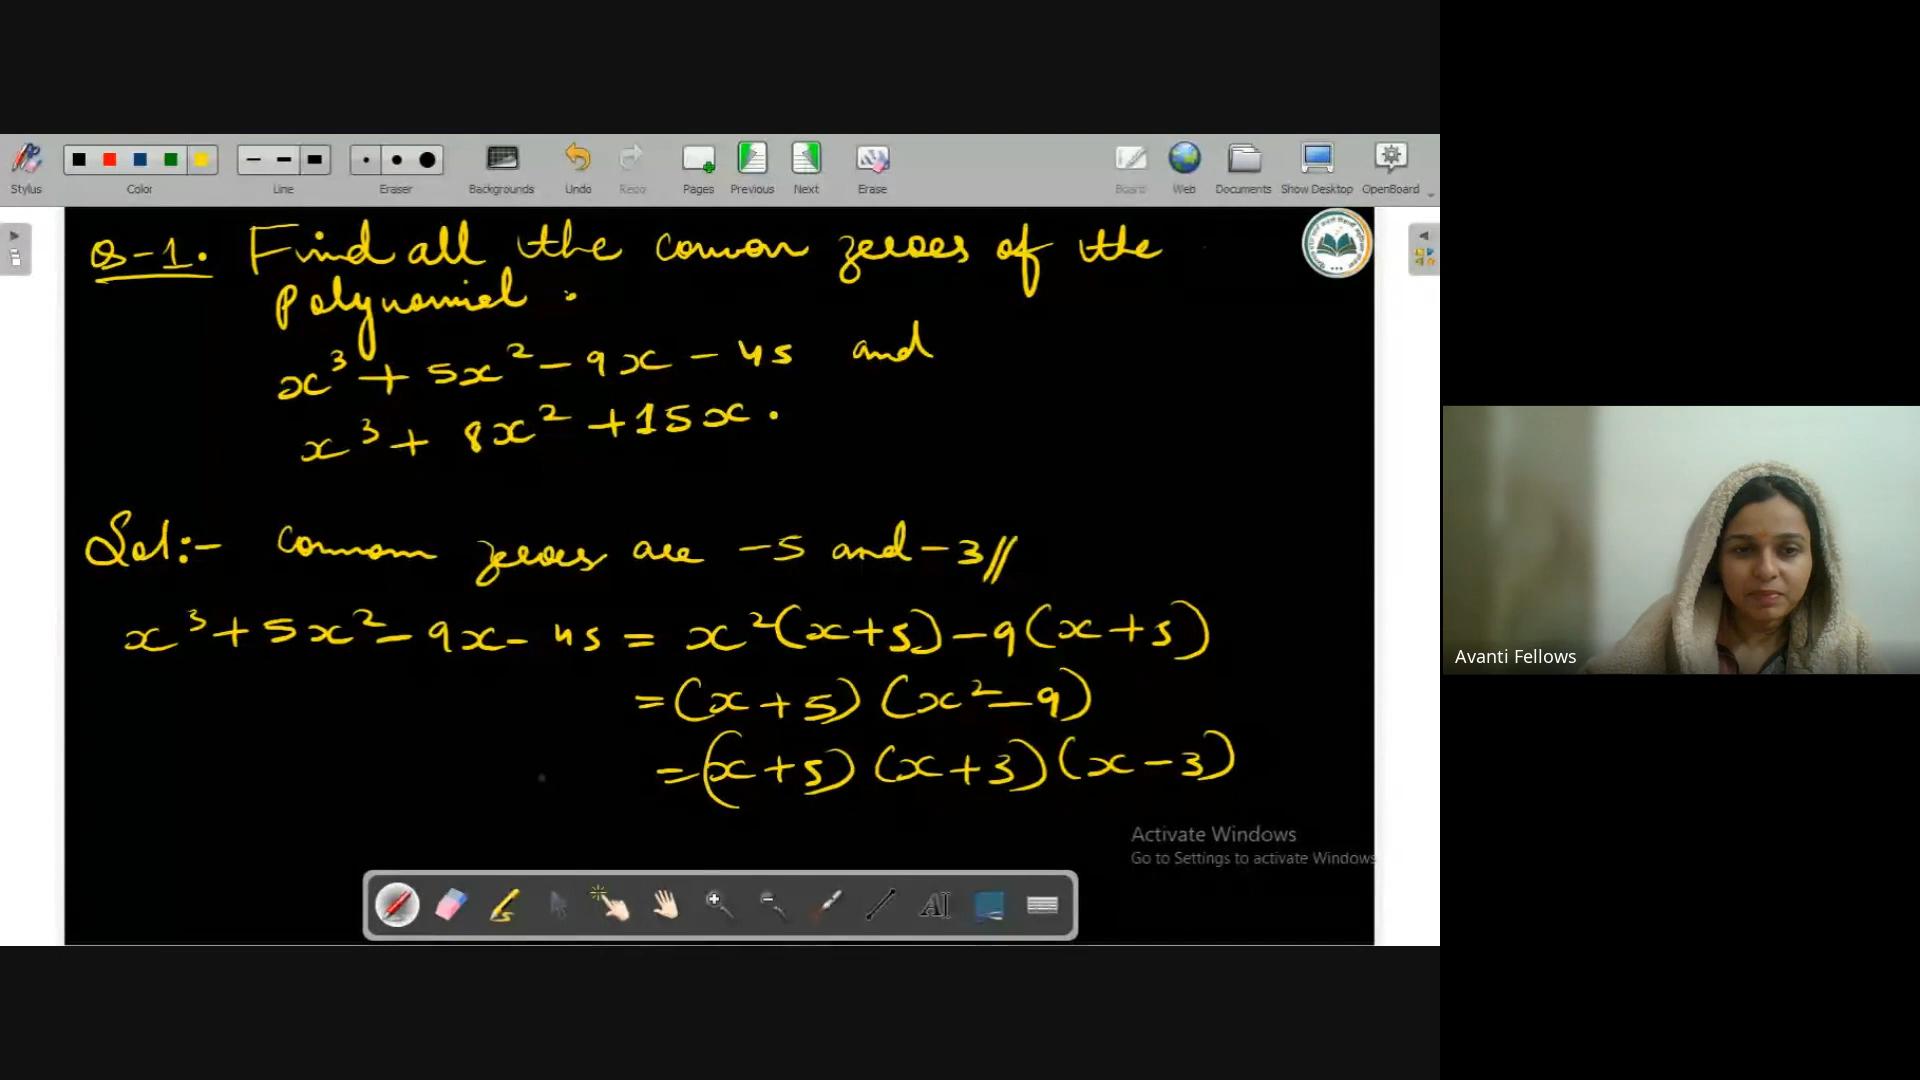 Stylus Color Line Eraser Backgrounds Undo Redo Pages Previous Next Erase Board Web Documents Show Desktop OpenBoard
Q-1. Find all the common zeroes of the
polynomial.
x³ + 5x² - 9x - 45 and
x³ + 8x² + 15x.
Sol:- common zeroes are -5 and -3//
x³ + 5x² - 9x - 45 = x²(x+5) - 9(x+5)
= (x+5) (x²-9)
= (x+5) (x+3) (x-3)
Avanti Fellows
Activate Windows
Go to Settings to activate Windows